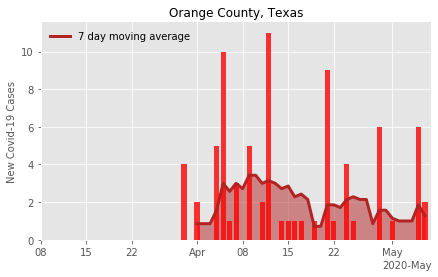 Orange County, Texas
7 day moving average
New Covid-19 Cases
10
8
6
4
2
0
08 15 22 Apr 08 15 22 May
2020-May